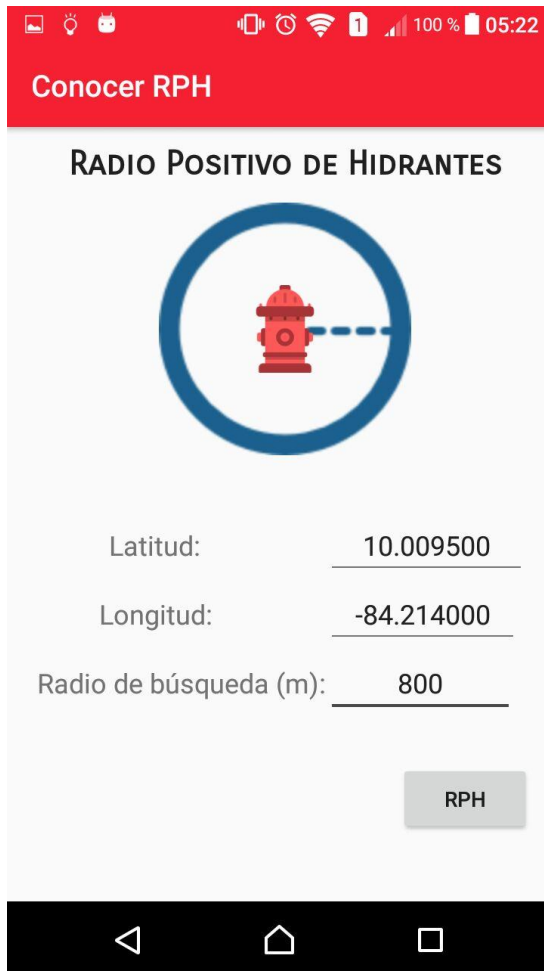 1 100 % 05:22
Conocer RPH
RADIO POSITIVO DE HIDRANTES
Latitud: 10.009500
Longitud: -84.214000
Radio de búsqueda (m): 800
RPH